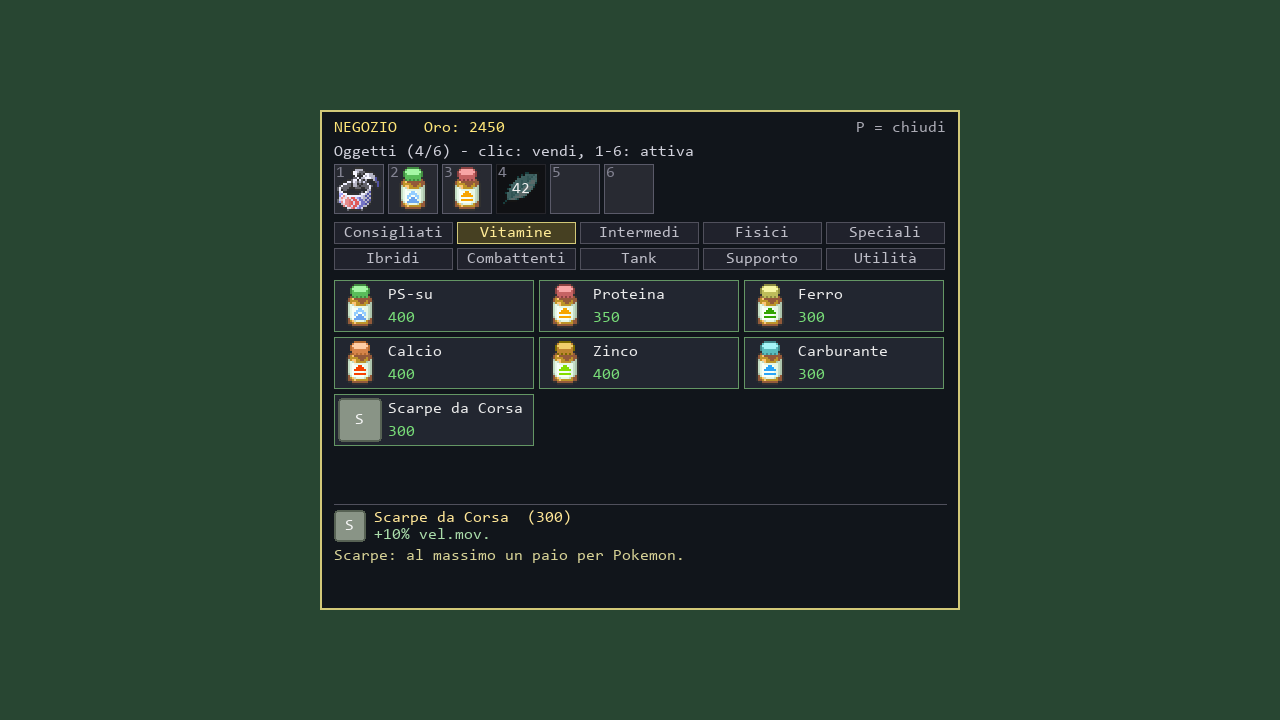 NEGOZIO Oro: 2450 P = chiudi
Oggetti (4/6) - clic: vendi, 1-6: attiva
1 2 3 4 42 5 6
Consigliati Vitamine Intermedi Fisici Speciali
Ibridi Combattenti Tank Supporto Utilità
PS-su Proteina Ferro
400 350 300
Calcio Zinco Carburante
400 400 300
S Scarpe da Corsa
300
S Scarpe da Corsa (300)
+10% vel.mov.
Scarpe: al massimo un paio per Pokemon.